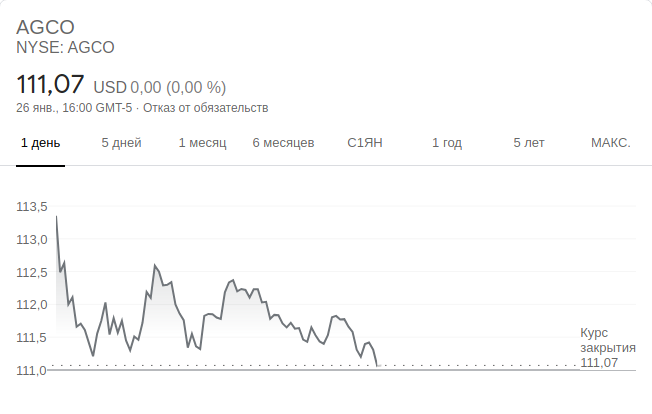 AGCO
NYSE: AGCO
111,07 USD 0,00 (0,00 %)
26 янв., 16:00 GMT-5 · Отказ от обязательств
1 день 5 дней 1 месяц 6 месяцев С1ЯН 1 год 5 лет МАКС.
113,5
113,0
112,5
112,0
111,5
111,0
Курс
закрытия
111,07